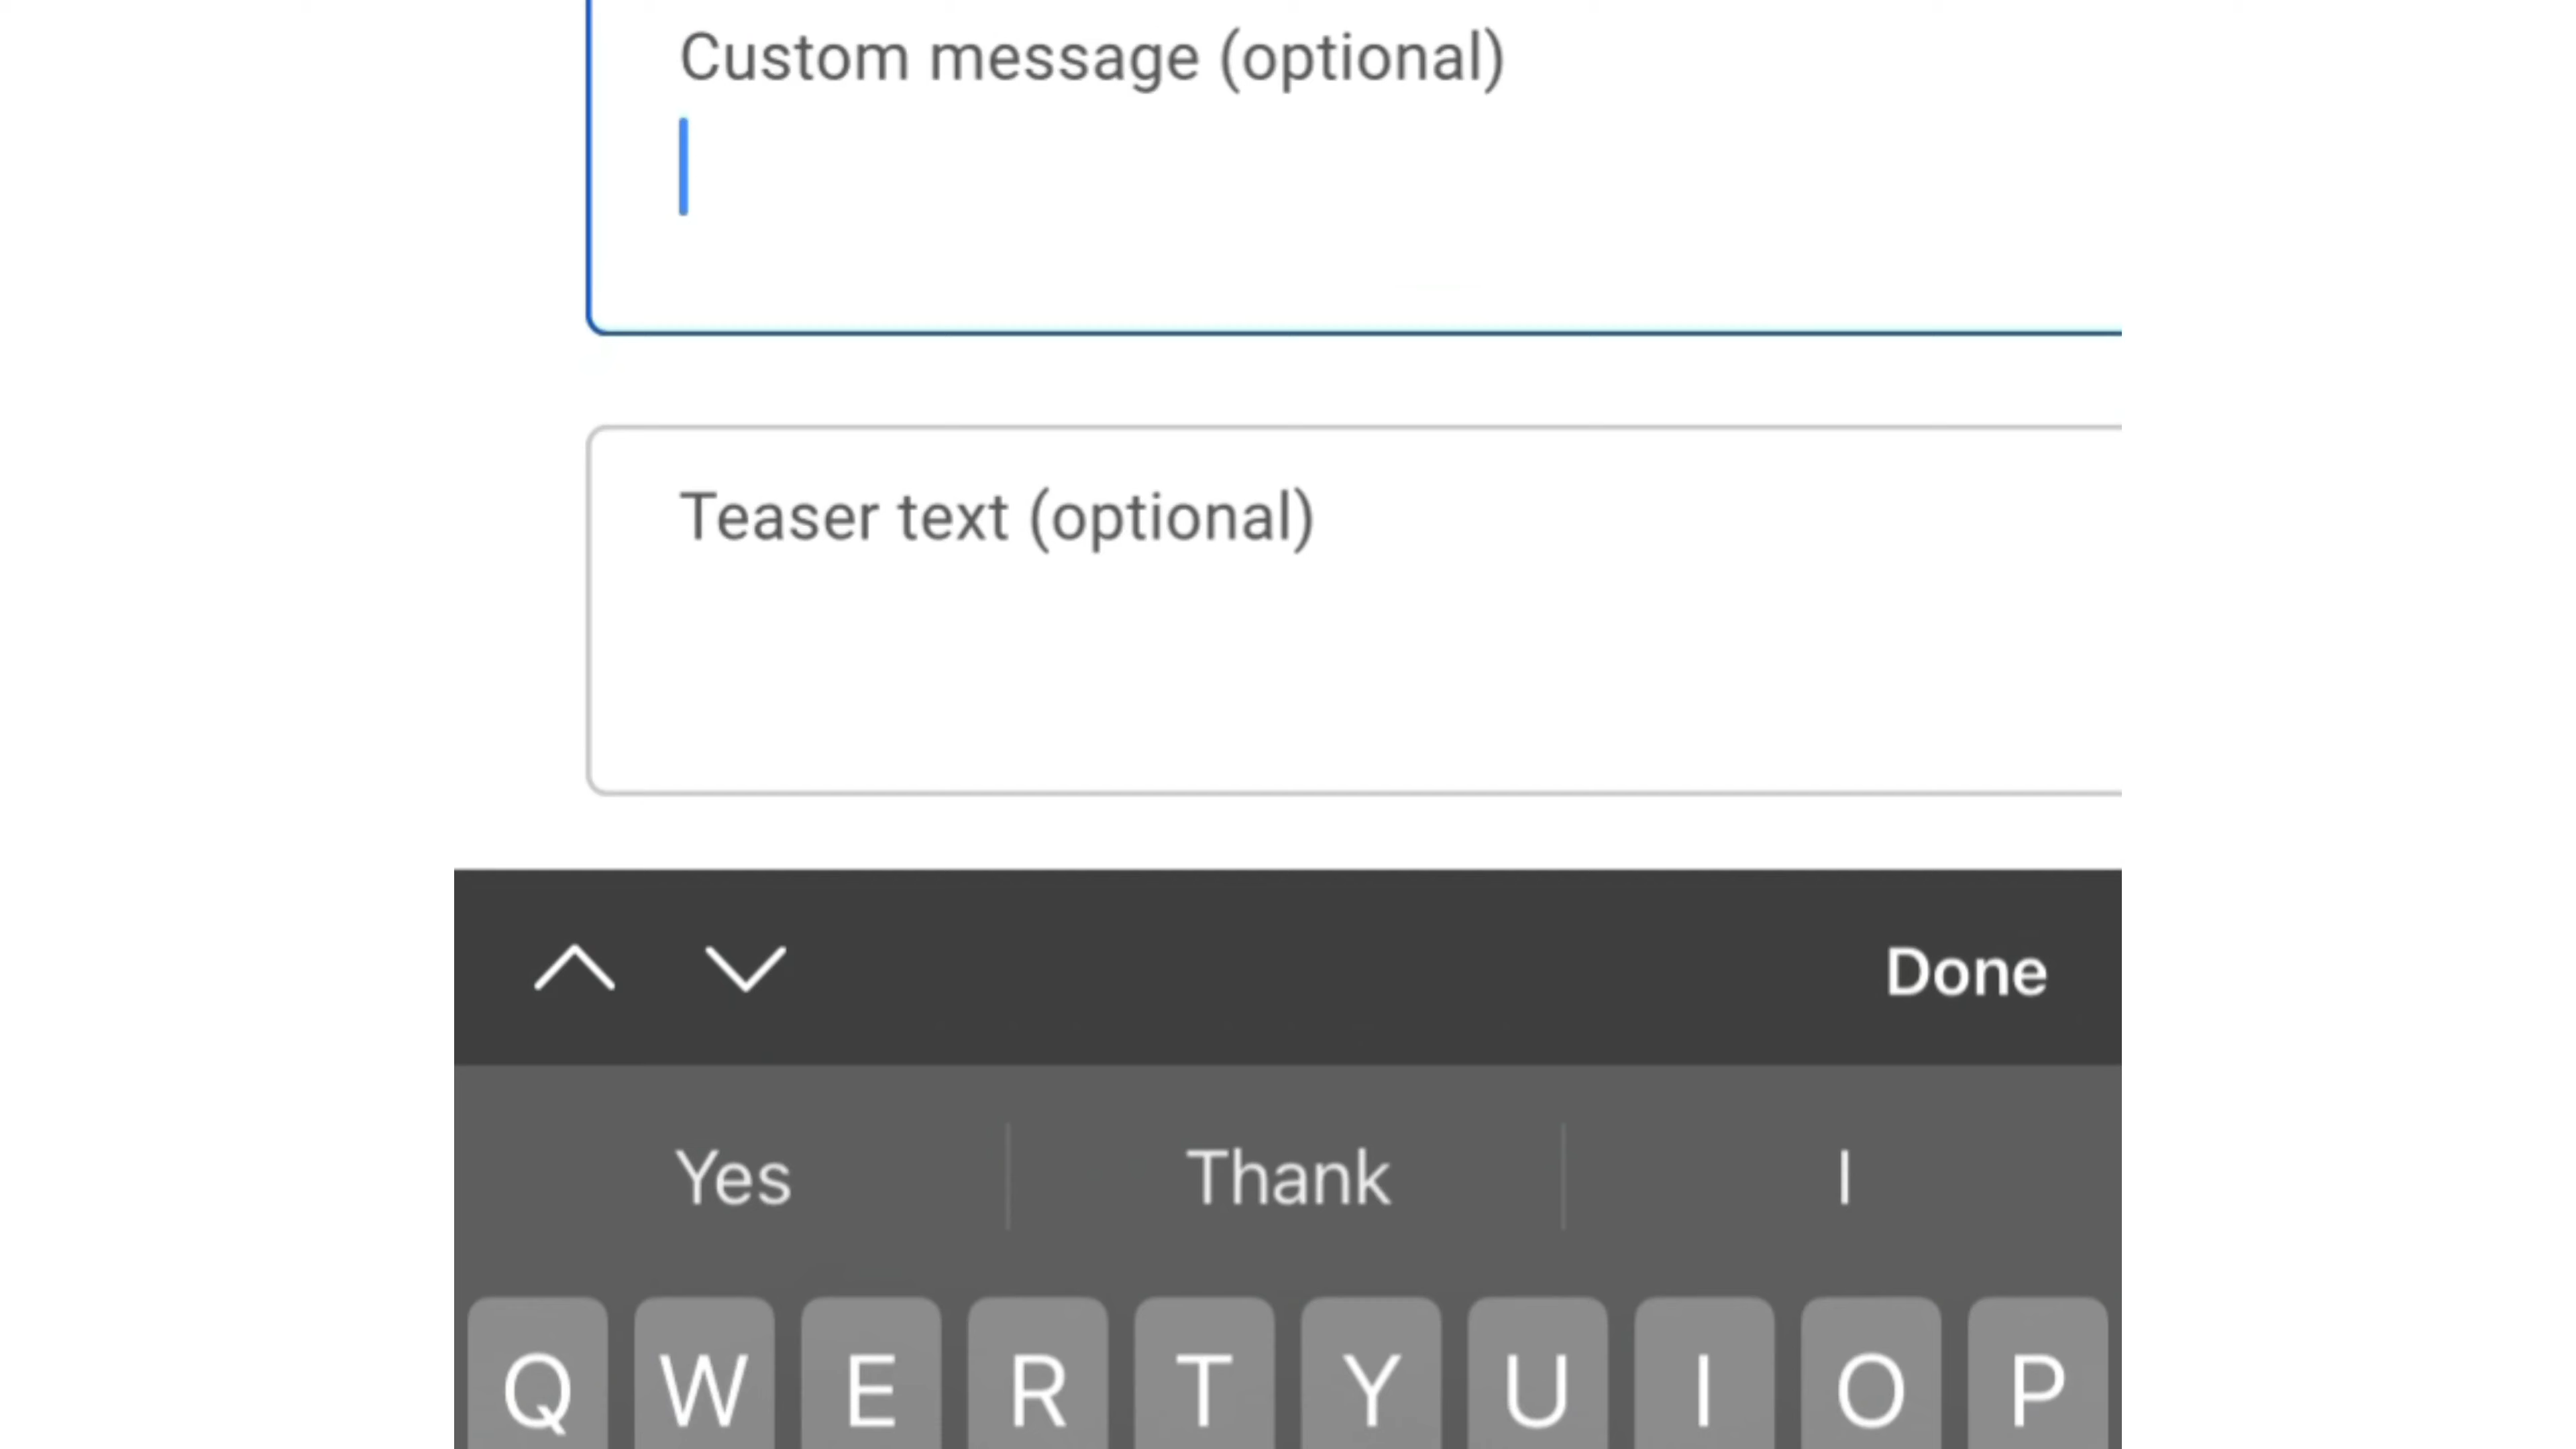 Custom message (optional)
Teaser text (optional)
Done
Yes Thank I
Q W E R T Y U I O P